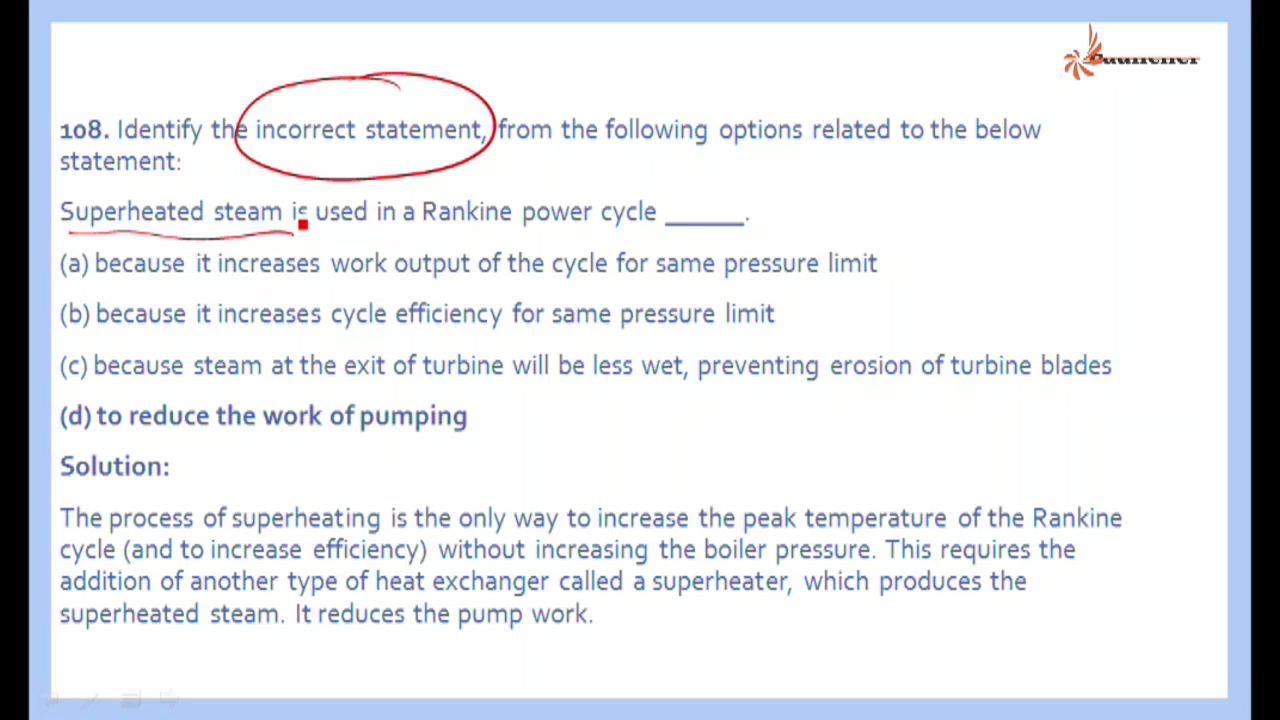 108. Identify the incorrect statement, from the following options related to the below
statement:
Superheated steam is used in a Rankine power cycle ______.
(a) because it increases work output of the cycle for same pressure limit
(b) because it increases cycle efficiency for same pressure limit
(c) because steam at the exit of turbine will be less wet, preventing erosion of turbine blades
(d) to reduce the work of pumping
Solution:
The process of superheating is the only way to increase the peak temperature of the Rankine
cycle (and to increase efficiency) without increasing the boiler pressure. This requires the
addition of another type of heat exchanger called a superheater, which produces the
superheated steam. It reduces the pump work.